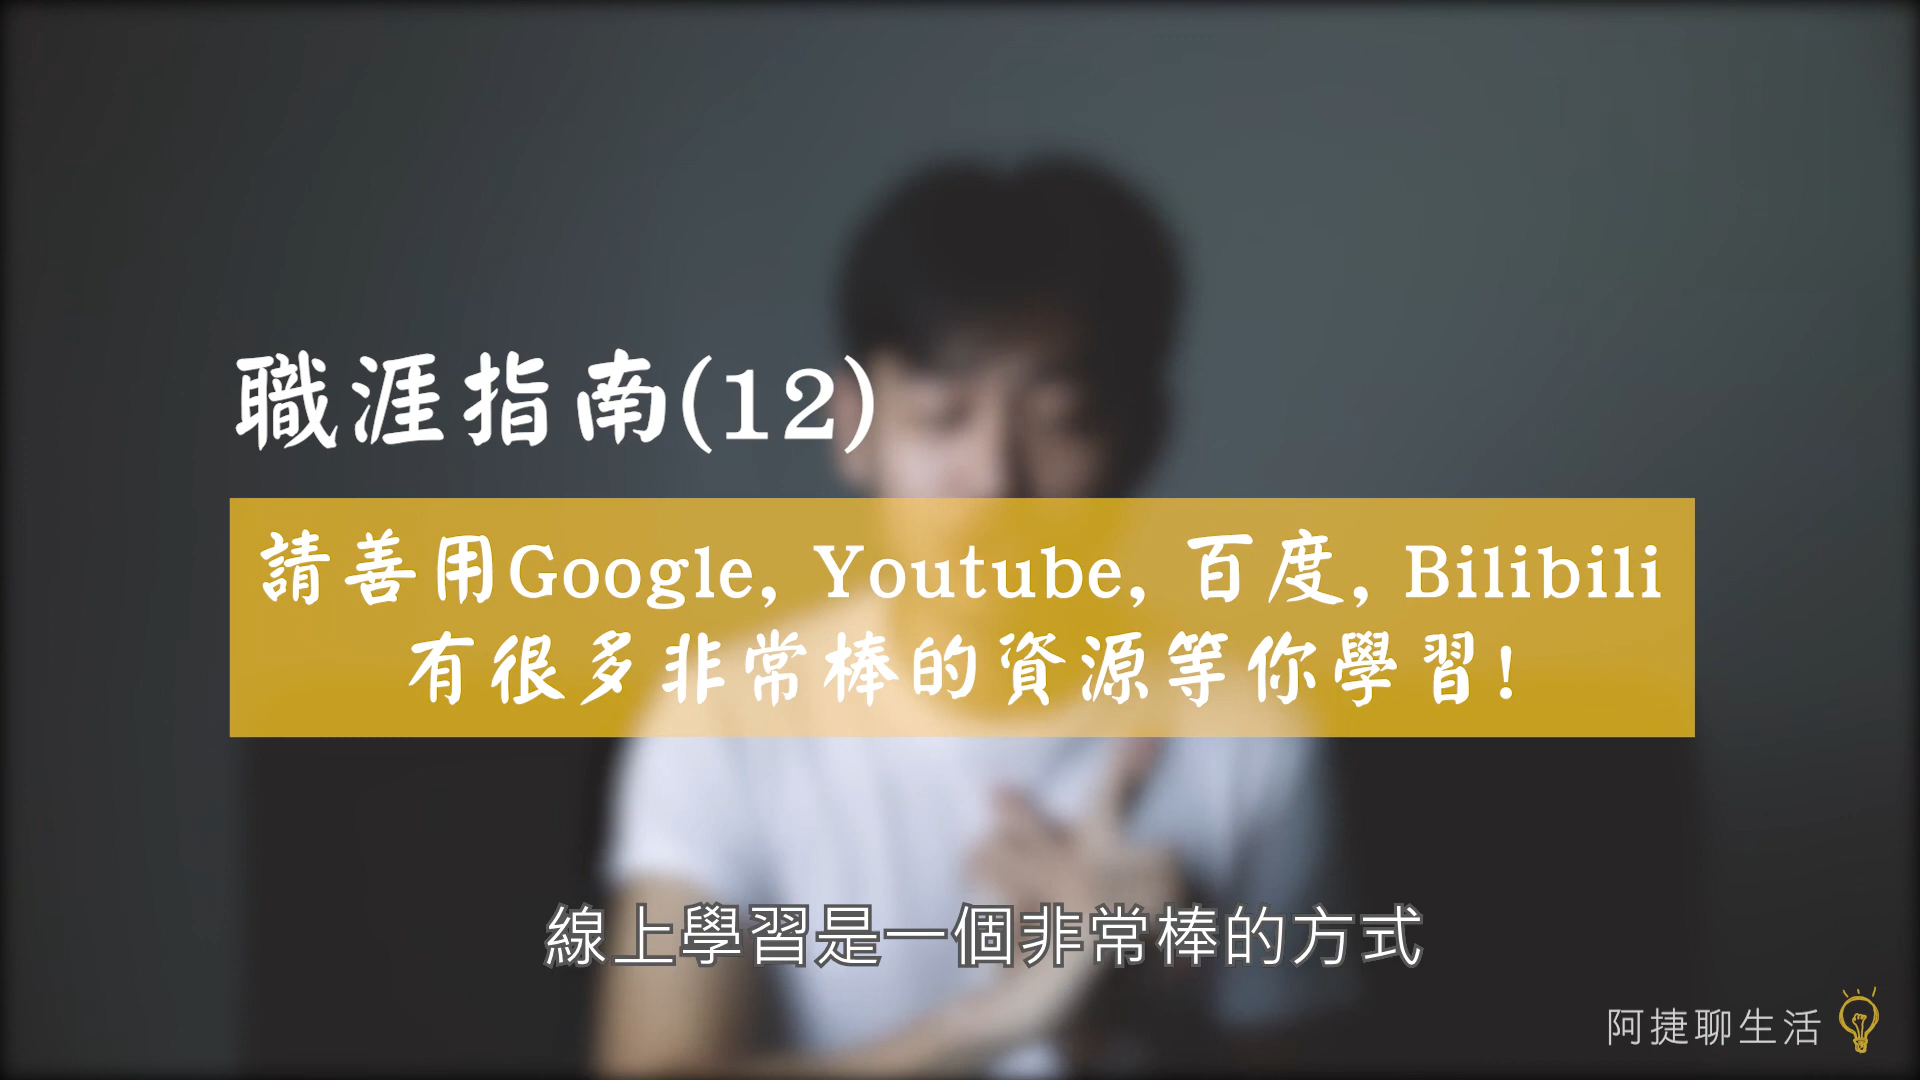 職涯指南(12)
請善用Google, Youtube, 百度, Bilibili
有很多非常棒的資源等你學習!
線上學習是一個非常棒的方式
阿捷聊生活